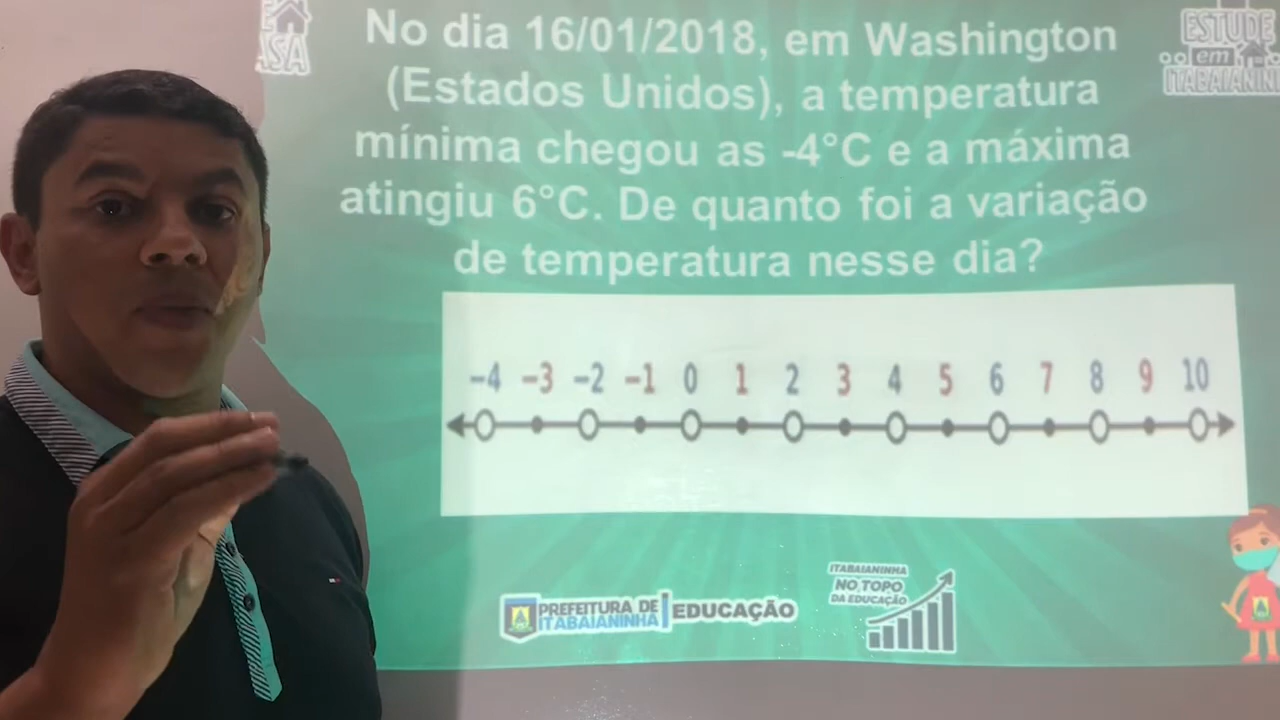 No dia 16/01/2018, em Washington
(Estados Unidos), a temperatura
mínima chegou as -4°C e a máxima
atingiu 6°C. De quanto foi a variação
de temperatura nesse dia?
ESTUDE
em
-4 -3 -2 -1 0 1 2 3 4 5 6 7 8 9 10
PREFEITURA DE
ITABAIANINHA
EDUCAÇÃO
ITABAIANINHA
NO TOPO
DA EDUCAÇÃO